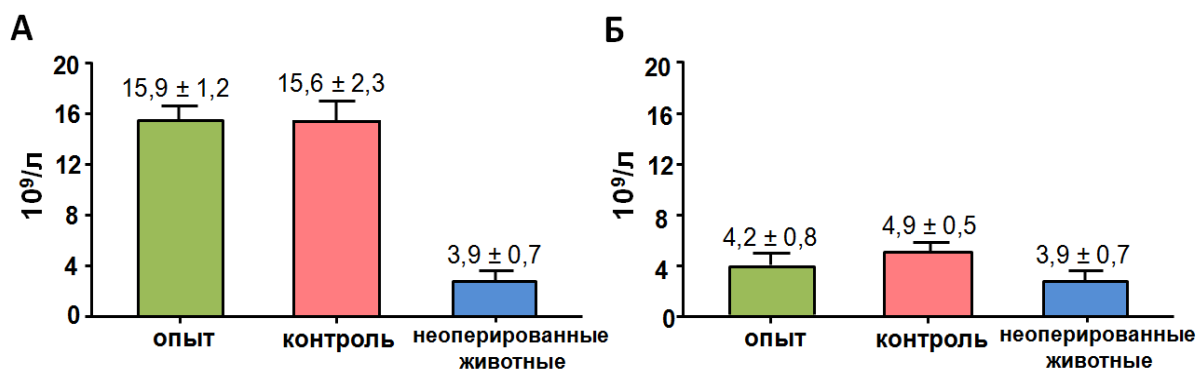 А
20
16
12
8
4
0
10⁹/л
15,9 ± 1,2
15,6 ± 2,3
3,9 ± 0,7
опыт
контроль
неоперированные
животные
Б
20
16
12
8
4
0
10⁹/л
4,2 ± 0,8
4,9 ± 0,5
3,9 ± 0,7
опыт
контроль
неоперированные
животные